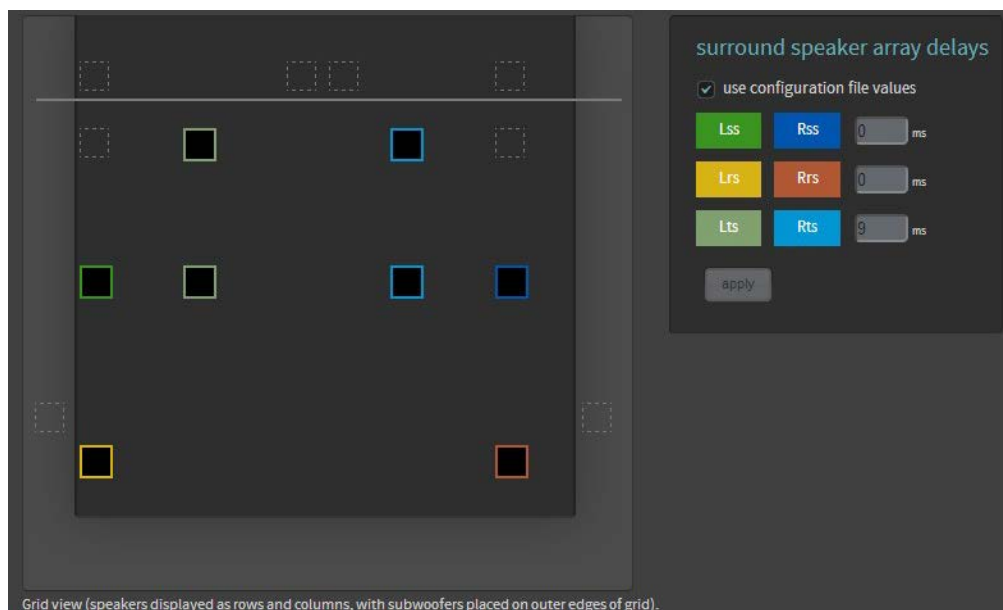 surround speaker array delays
use configuration file values
Lss Rss 0 ms
Lrs Rrs 0 ms
Lts Rts 9 ms
apply
Grid view (speakers displayed as rows and columns, with subwoofers placed on outer edges of grid).